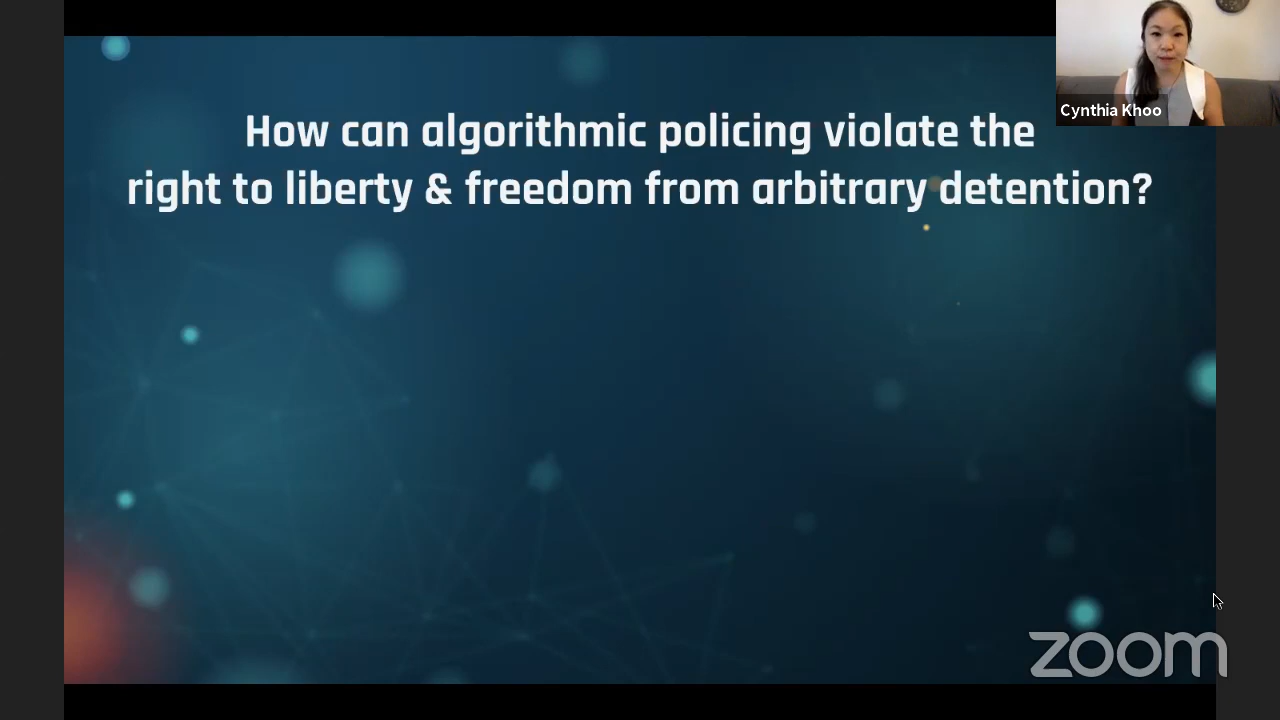 How can algorithmic policing violate the
right to liberty & freedom from arbitrary detention?
Cynthia Khoo
zoom